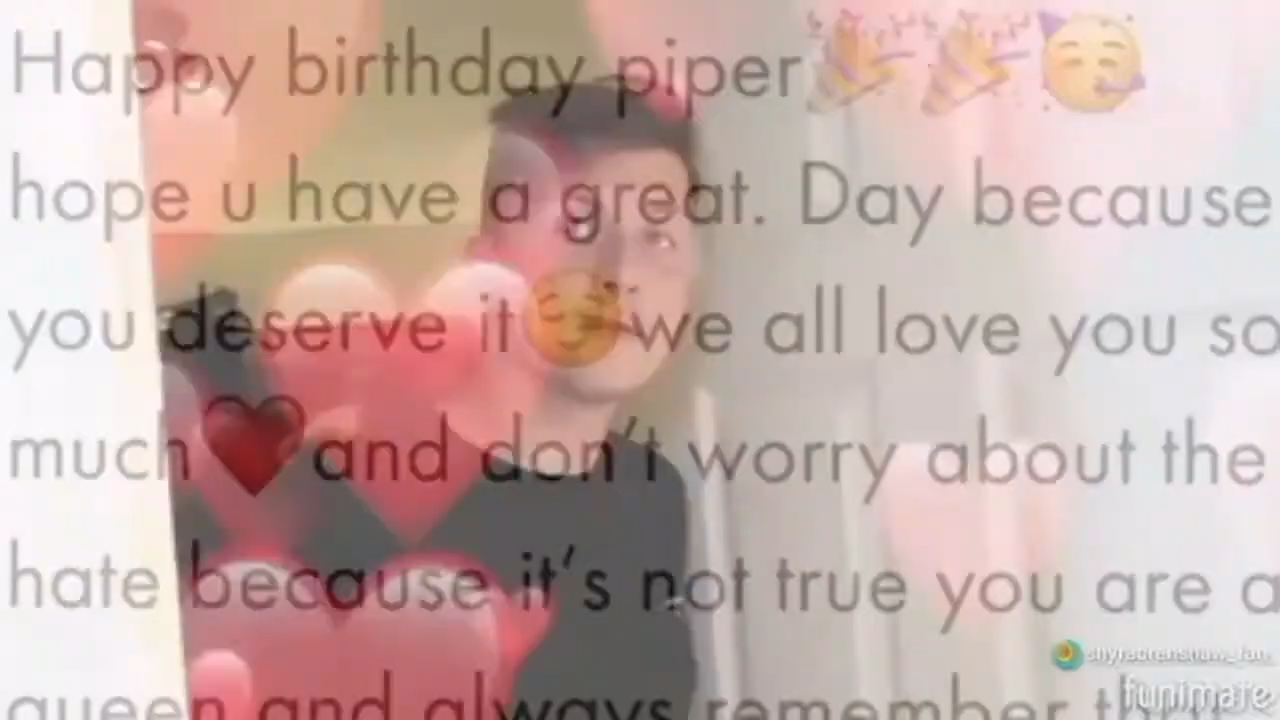 Happy birthday piper🎉🎉🥳
hope u have a great. Day because
you deserve it🥳we all love you so
much❤️and don't worry about the
hate because it's not true you are a
queen and always remember
funimate